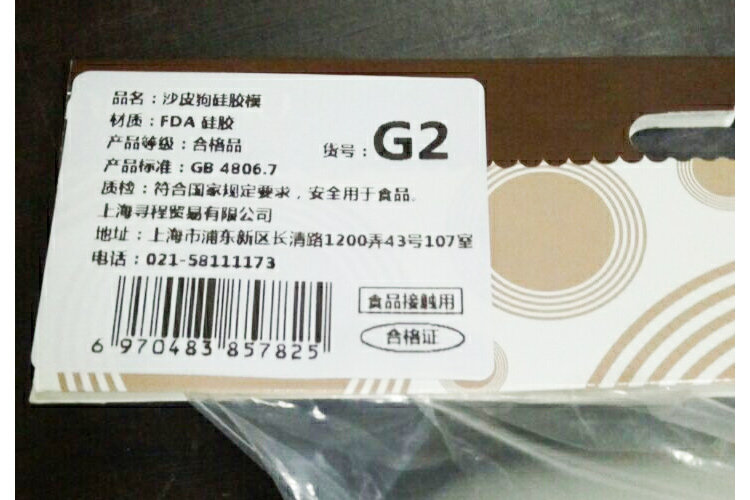 品名：沙皮狗硅胶模
材质：FDA 硅胶
产品等级：合格品
货号：G2
产品标准：GB 4806.7
质检：符合国家规定要求，安全用于食品。
上海寻程贸易有限公司
地址：上海市浦东新区长清路1200弄43号107室
电话：021-58111173
食品接触用
合格证
6 970483 857825